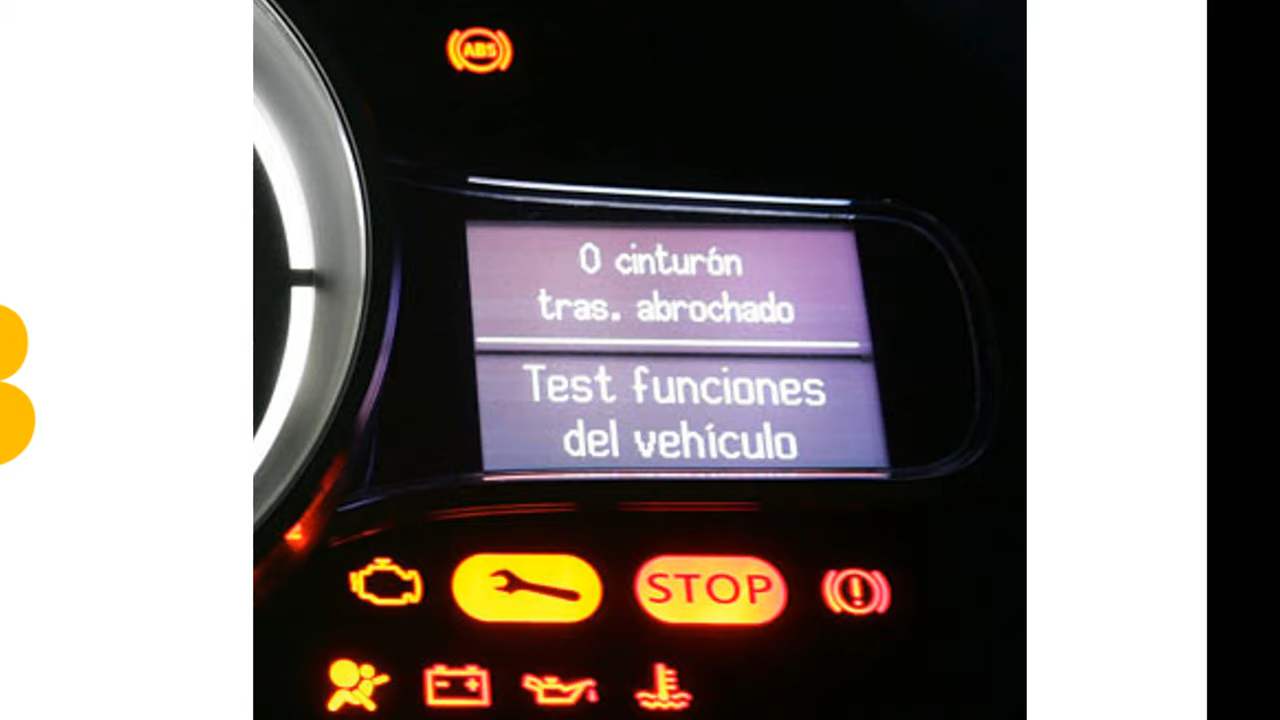 ABS
0 cinturón
tras. abrochado
Test funciones
del vehículo
STOP